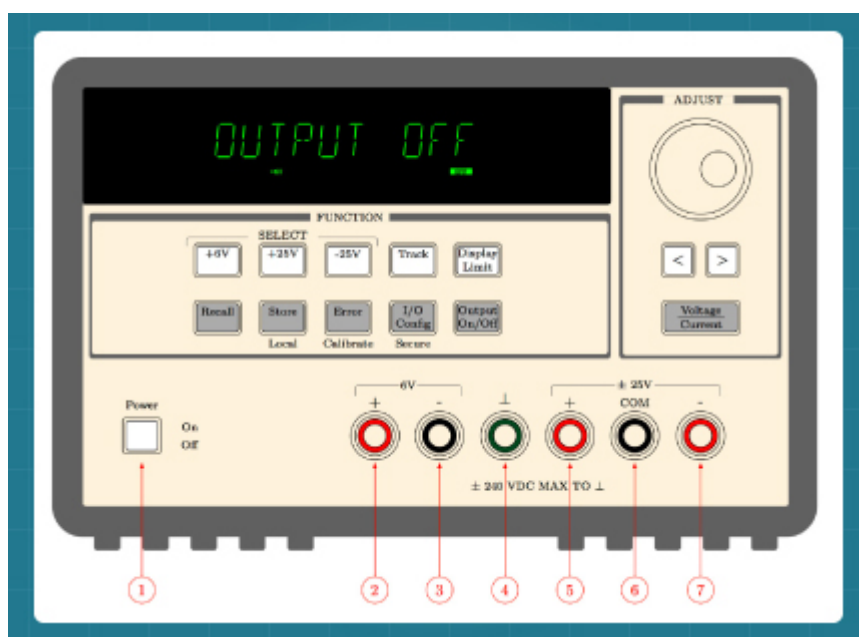 OUTPUT OFF
ADJUST
FUNCTION
SELECT
+6V +25V -25V Track Display Limit
< >
Recall Store Error I/O Config Output On/Off
Voltage
Current
Local Calibrate Secure
6V ± 25V
Power + - ⊥ + COM -
On
Off
± 240 VDC MAX TO ⊥
1 2 3 4 5 6 7